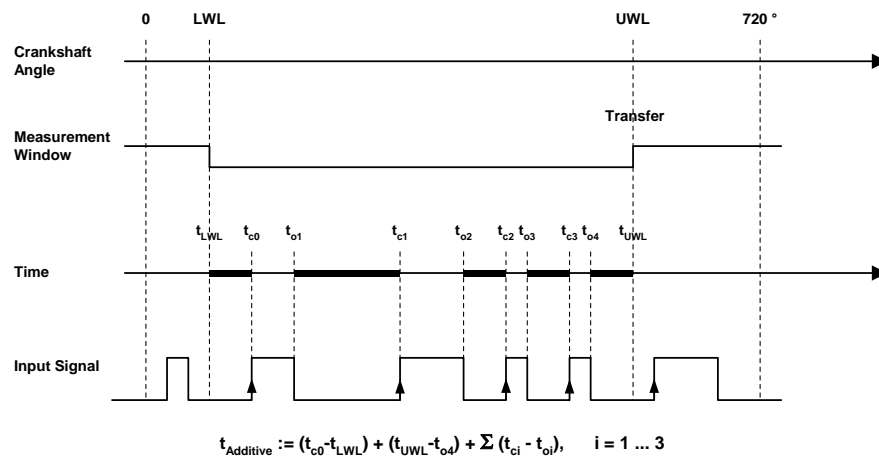 0 LWL UWL 720 °
Crankshaft
Angle
Transfer
Measurement
Window
t_LWL t_c0 t_o1 t_c1 t_o2 t_c2 t_o3 t_c3 t_o4 t_UWL
Time
Input Signal
t_Additive := (t_c0-t_LWL) + (t_UWL-t_o4) + Σ (t_ci - t_oi), i = 1 ... 3